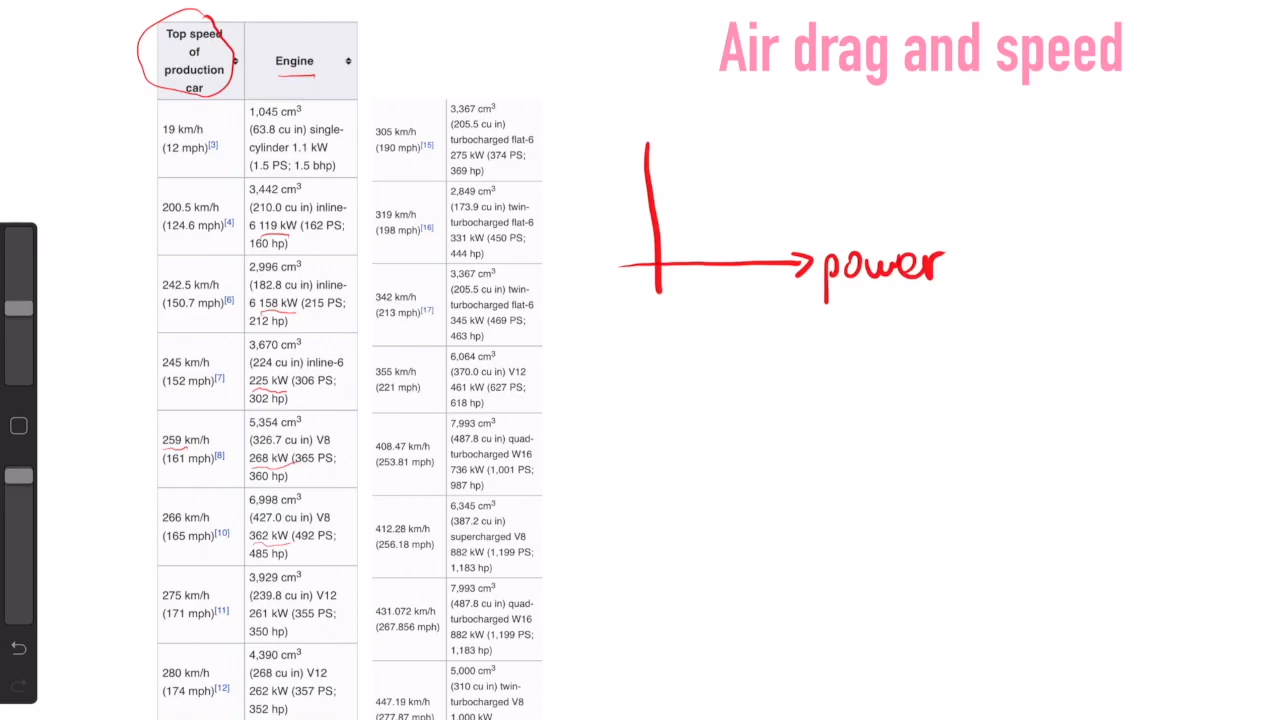 Air drag and speed
Top speed
of
production
car
Engine
19 km/h
(12 mph)[3]
1,045 cm3
(63.8 cu in) single-
cylinder 1.1 kW
(1.5 PS; 1.5 bhp)
200.5 km/h
(124.6 mph)[4]
3,442 cm3
(210.0 cu in) inline-
6 119 kW (162 PS;
160 hp)
242.5 km/h
(150.7 mph)[6]
2,996 cm3
(182.8 cu in) inline-
6 158 kW (215 PS;
212 hp)
245 km/h
(152 mph)[7]
3,670 cm3
(224 cu in) inline-6
225 kW (306 PS;
302 hp)
259 km/h
(161 mph)[8]
5,354 cm3
(326.7 cu in) V8
268 kW (365 PS;
360 hp)
266 km/h
(165 mph)[10]
6,998 cm3
(427.0 cu in) V8
362 kW (492 PS;
485 hp)
275 km/h
(171 mph)[11]
3,929 cm3
(239.8 cu in) V12
261 kW (355 PS;
350 hp)
280 km/h
(174 mph)[12]
4,390 cm3
(268 cu in) V12
262 kW (357 PS;
352 hp)
305 km/h
(190 mph)[15]
3,367 cm3
(205.5 cu in)
turbocharged flat-6
275 kW (374 PS;
369 hp)
319 km/h
(198 mph)[16]
2,849 cm3
(173.9 cu in) twin-
turbocharged flat-6
331 kW (450 PS;
444 hp)
342 km/h
(213 mph)[17]
3,367 cm3
(205.5 cu in) twin-
turbocharged flat-6
345 kW (469 PS;
463 hp)
355 km/h
(221 mph)
6,064 cm3
(370.0 cu in) V12
461 kW (627 PS;
618 hp)
408.47 km/h
(253.81 mph)
7,993 cm3
(487.8 cu in) quad-
turbocharged W16
736 kW (1,001 PS;
987 hp)
412.28 km/h
(256.18 mph)
6,345 cm3
(387.2 cu in)
supercharged V8
882 kW (1,199 PS;
1,183 hp)
431.072 km/h
(267.856 mph)
7,993 cm3
(487.8 cu in) quad-
turbocharged W16
882 kW (1,199 PS;
1,183 hp)
447.19 km/h
(277.87 mph)
5,000 cm3
(310 cu in) twin-
turbocharged V8
1,000 kW
power